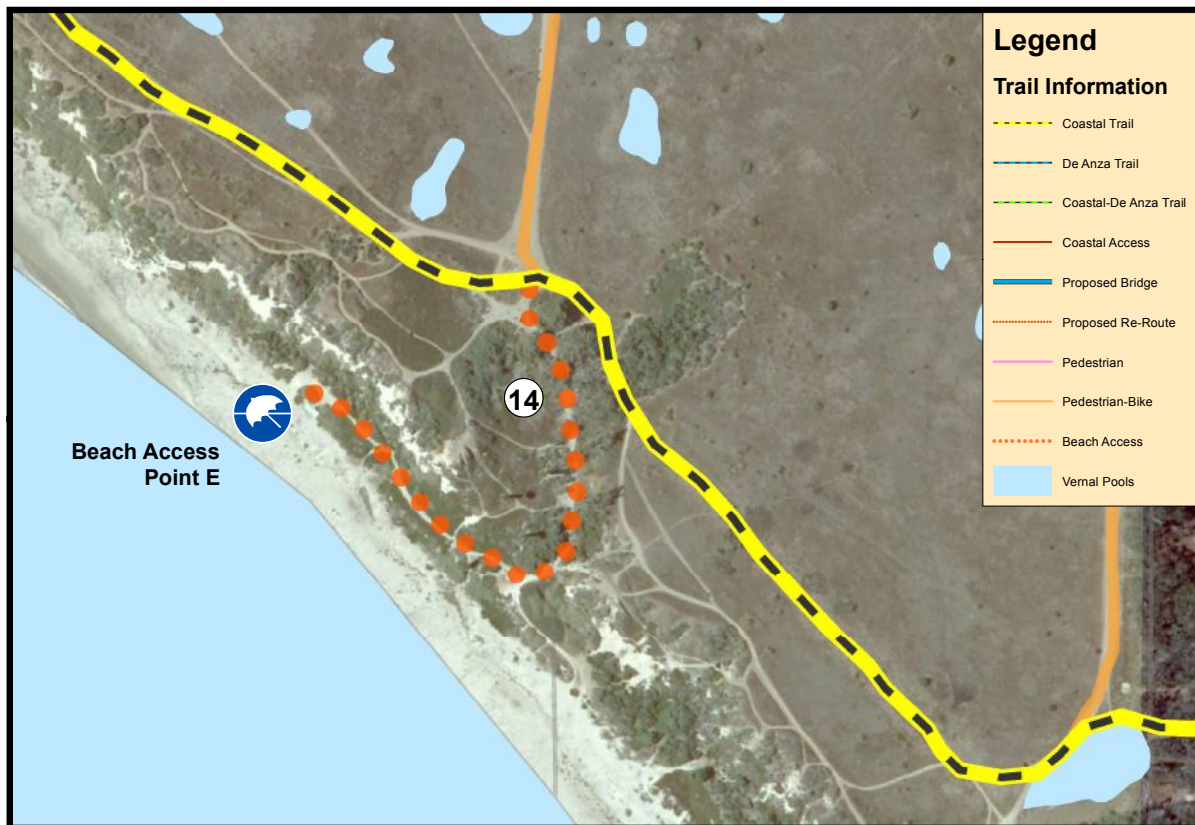 Legend
Trail Information
Coastal Trail
De Anza Trail
Coastal-De Anza Trail
Coastal Access
Proposed Bridge
Proposed Re-Route
Pedestrian
Pedestrian-Bike
Beach Access
Vernal Pools
14
Beach Access
Point E